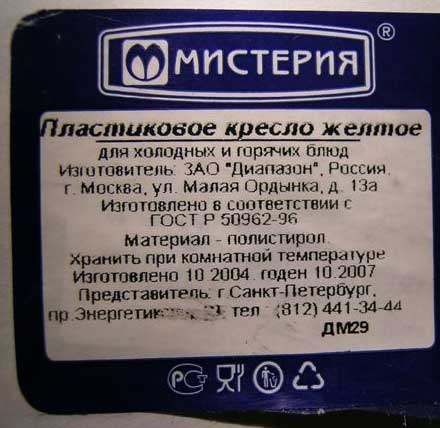 МИСТЕРИЯ ®
Пластиковое кресло желтое
для холодных и горячих блюд
Изготовитель: ЗАО "Диапазон", Россия,
г. Москва, ул. Малая Ордынка, д. 13а
Изготовлено в соответствии с
ГОСТ Р 50962-96
Материал - полистирол.
Хранить при комнатной температуре
Изготовлено 10 2004. годен 10.2007
Представитель: г.Санкт-Петербург,
пр.Энергетик тел.: (812) 441-34-44
ДМ29